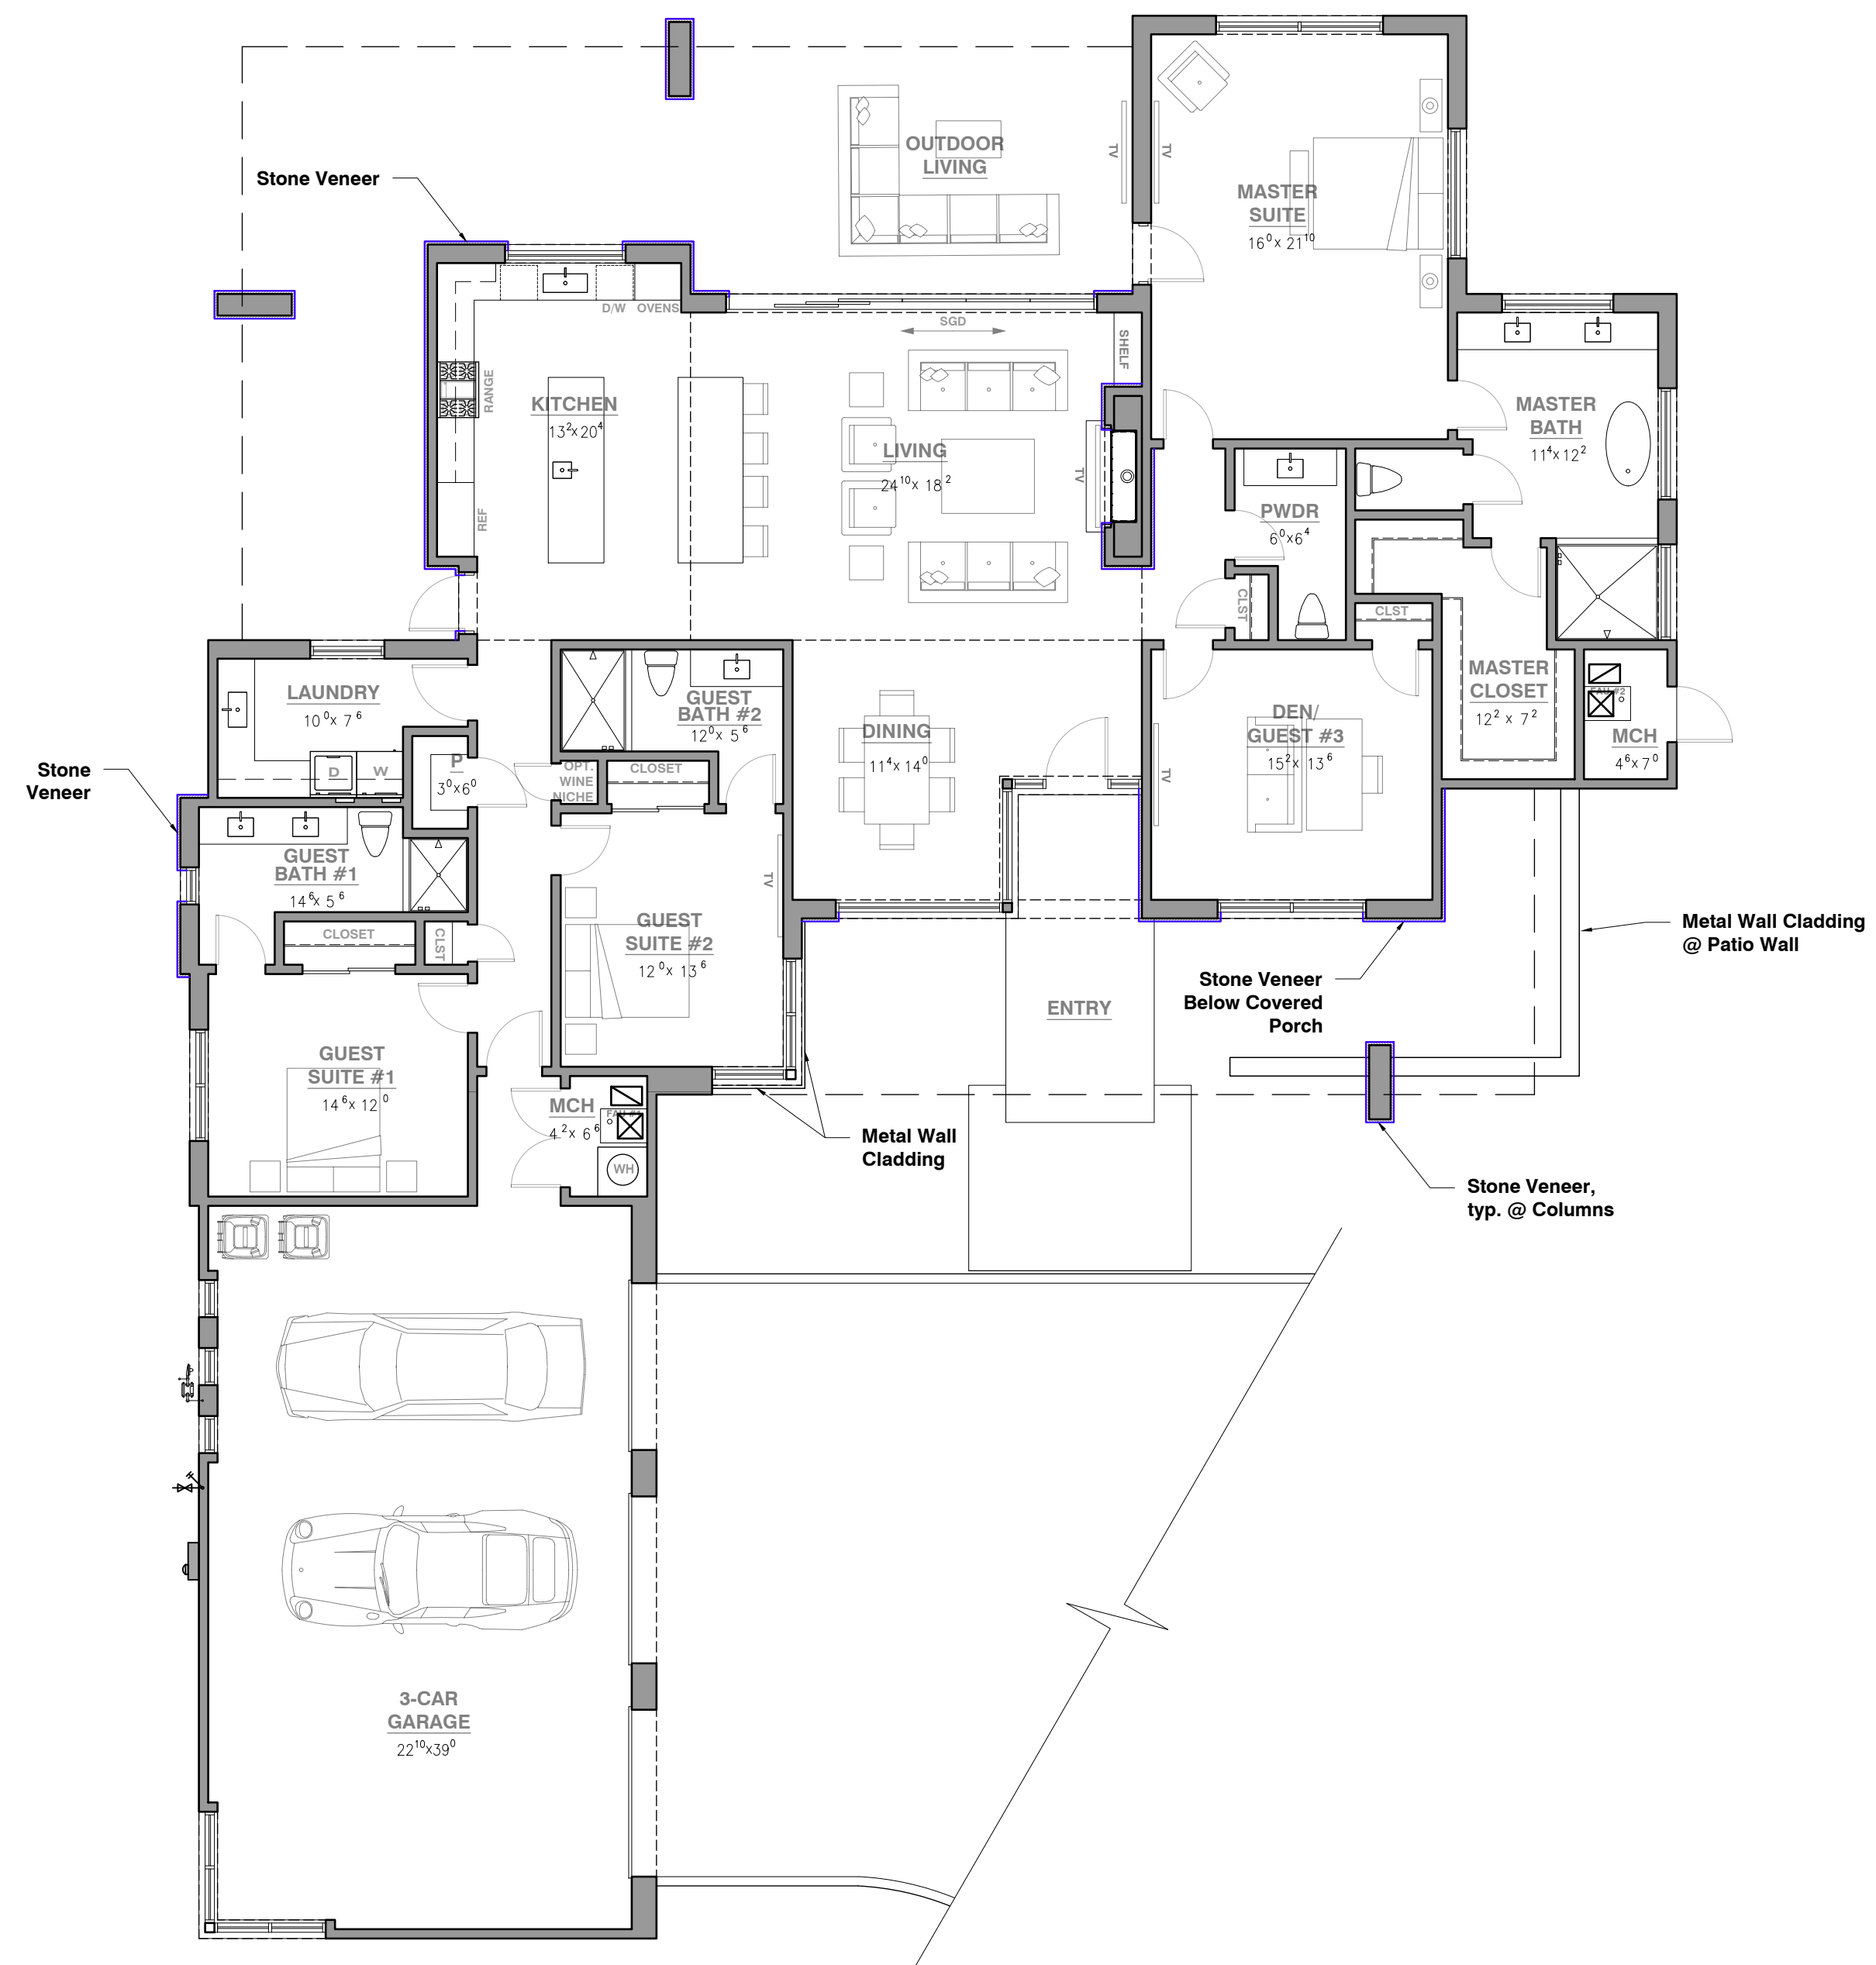 OUTDOOR
LIVING
TV
TV
Stone Veneer
MASTER
SUITE
16⁰x 21¹⁰
D/W
OVENS
SGD
SHELF
RANGE
KITCHEN
13²x20⁴
LIVING
24¹⁰x 18²
TV
REF
MASTER
BATH
11⁴x12²
PWDR
6⁰x6⁴
CLST
CLST
LAUNDRY
10⁰x 7⁶
D
W
P
3⁰x6⁰
GUEST
BATH #2
12⁰x 5⁶
OPT.
WINE
NICHE
CLOSET
DINING
11⁴x 14⁰
DEN/
GUEST #3
15²x 13⁶
TV
MASTER
CLOSET
12² x 7²
FAU #2
MCH
4⁶x 7⁰
Stone
Veneer
GUEST
BATH #1
14⁶x 5⁶
CLOSET
CLST
TV
GUEST
SUITE #2
12⁰x 13⁶
Metal Wall Cladding
@ Patio Wall
Stone Veneer
Below Covered
Porch
ENTRY
GUEST
SUITE #1
14⁶x 12⁰
MCH
4²x 6⁶
FAU #1
WH
Metal Wall
Cladding
Stone Veneer,
typ. @ Columns
3-CAR
GARAGE
22¹⁰x39⁰